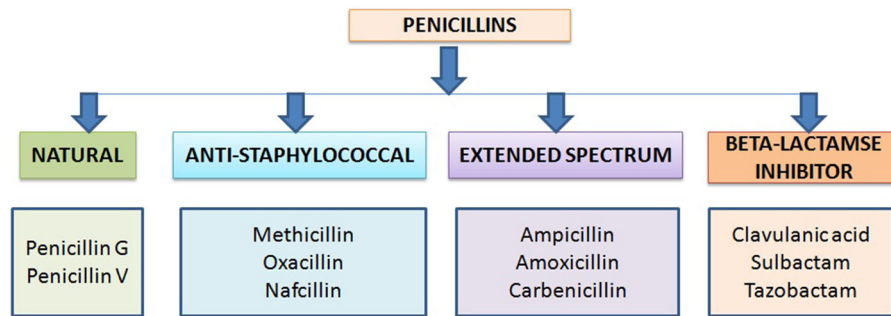 PENICILLINS
NATURAL
ANTI-STAPHYLOCOCCAL
EXTENDED SPECTRUM
BETA-LACTAMSE
INHIBITOR
Penicillin G
Penicillin V
Methicillin
Oxacillin
Nafcillin
Ampicillin
Amoxicillin
Carbenicillin
Clavulanic acid
Sulbactam
Tazobactam